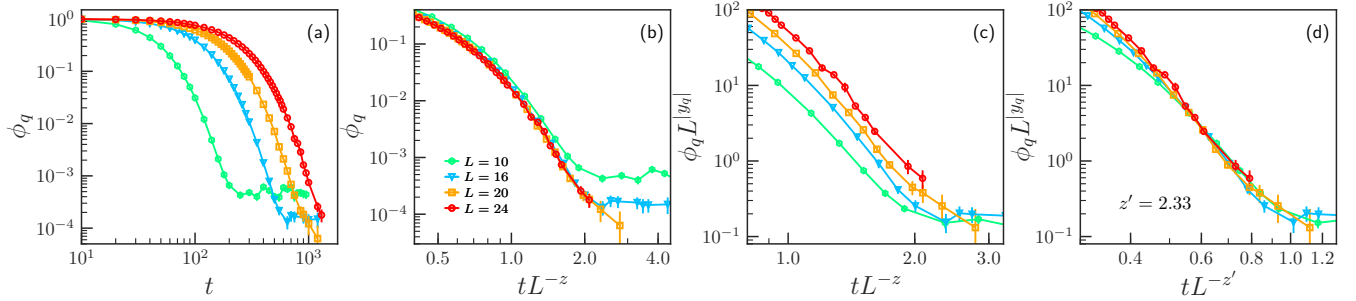 (a)
ϕ_q
10^0
10^{-1}
10^{-2}
10^{-3}
10^{-4}
10^1 10^2 10^3
t
(b)
ϕ_q
10^{-1}
10^{-2}
10^{-3}
10^{-4}
L = 10
L = 16
L = 20
L = 24
0.5 1.0 2.0 4.0
tL^{-z}
(c)
ϕ_q L^{|y_q|}
10^2
10^1
10^0
10^{-1}
1.0 2.0 3.0
tL^{-z}
(d)
ϕ_q L^{|y_q|}
10^2
10^1
10^0
10^{-1}
z′ = 2.33
0.4 0.6 0.8 1.0 1.2
tL^{-z′}